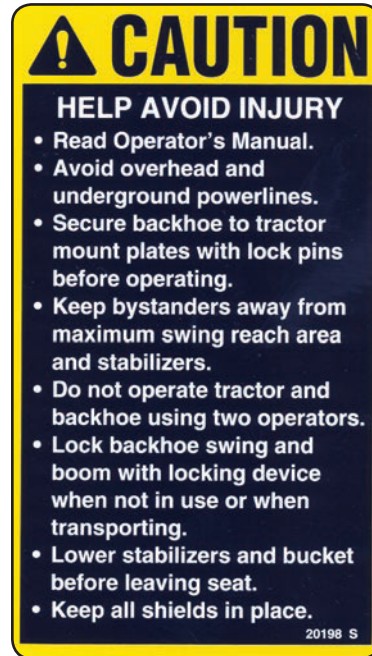 CAUTION
HELP AVOID INJURY
• Read Operator's Manual.
• Avoid overhead and
underground powerlines.
• Secure backhoe to tractor
mount plates with lock pins
before operating.
• Keep bystanders away from
maximum swing reach area
and stabilizers.
• Do not operate tractor and
backhoe using two operators.
• Lock backhoe swing and
boom with locking device
when not in use or when
transporting.
• Lower stabilizers and bucket
before leaving seat.
• Keep all shields in place.
20198 S